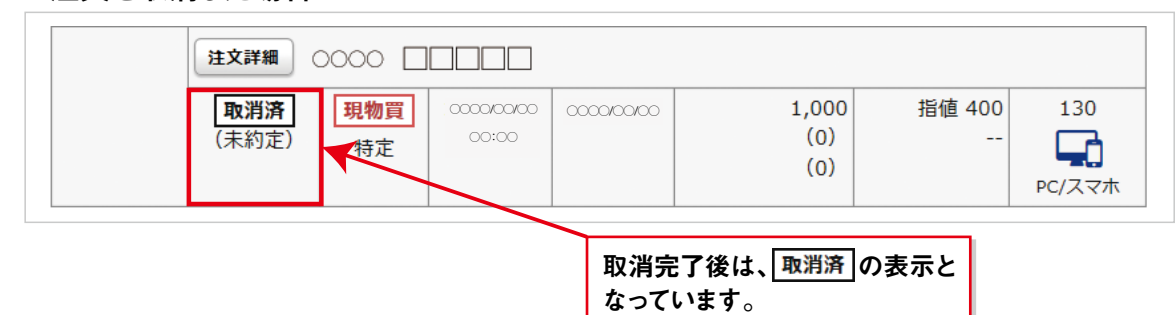 注文詳細 ○○○○ □□□□□
取消済 現物買 ○○○○/○○/○○ ○○○○/○○/○○ 1,000 指値 400 130
(未約定) 特定 ○○:○○ (0) --
(0)
PC/スマホ
取消完了後は、取消済の表示と
なっています。